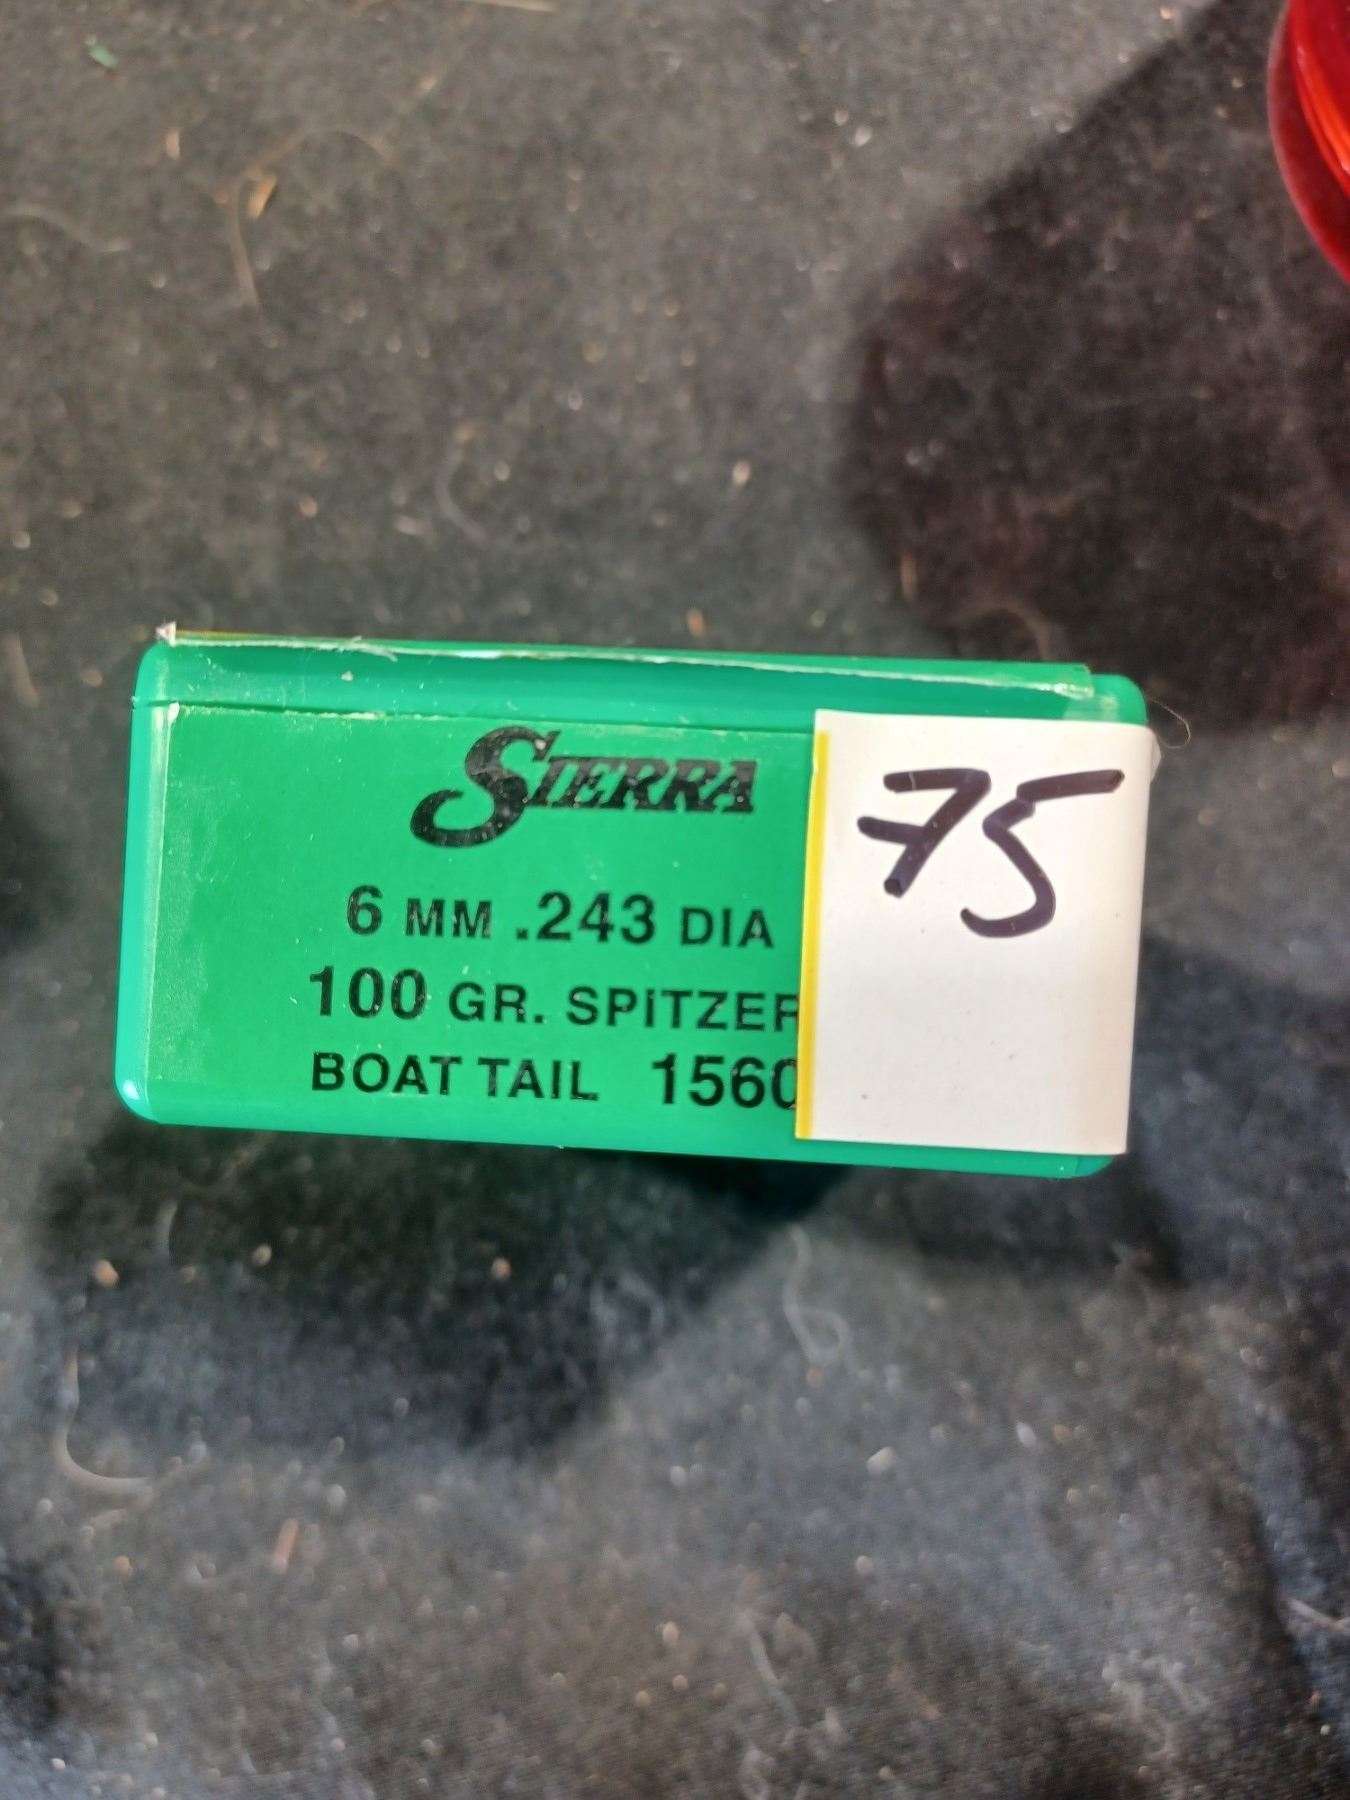 SIERRA
75
6 MM .243 DIA
100 GR. SPITZER
BOAT TAIL 1560